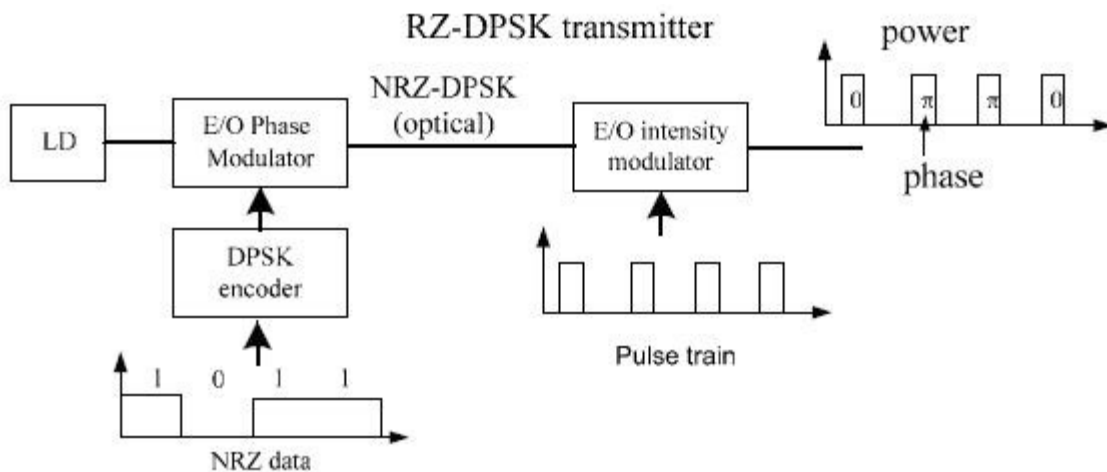 RZ-DPSK transmitter
power
0 π π 0
phase
NRZ-DPSK
(optical)
LD
E/O Phase
Modulator
E/O intensity
modulator
DPSK
encoder
Pulse train
1 0 1 1
NRZ data